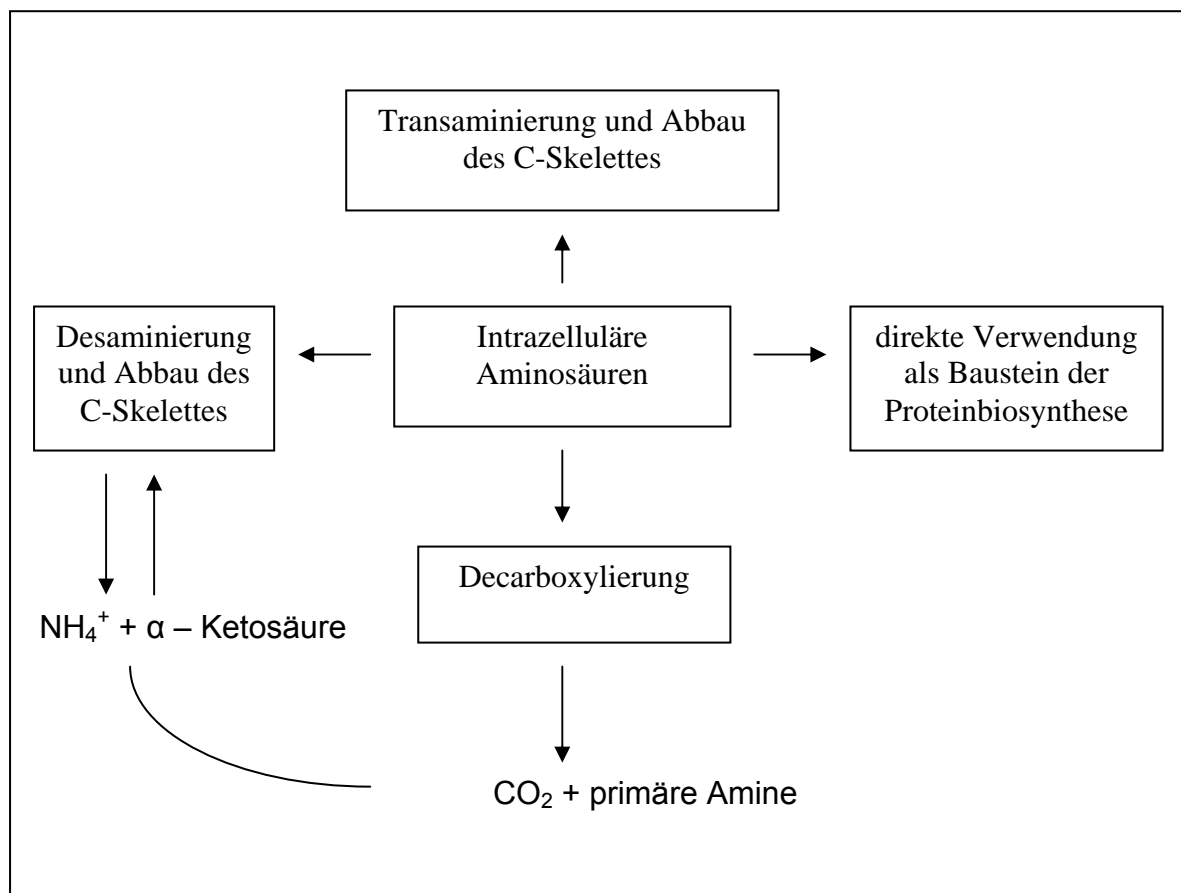 Transaminierung und Abbau
des C-Skelettes
Desaminierung
und Abbau des
C-Skelettes
Intrazelluläre
Aminosäuren
direkte Verwendung
als Baustein der
Proteinbiosynthese
Decarboxylierung
NH₄⁺ + α – Ketosäure
CO₂ + primäre Amine